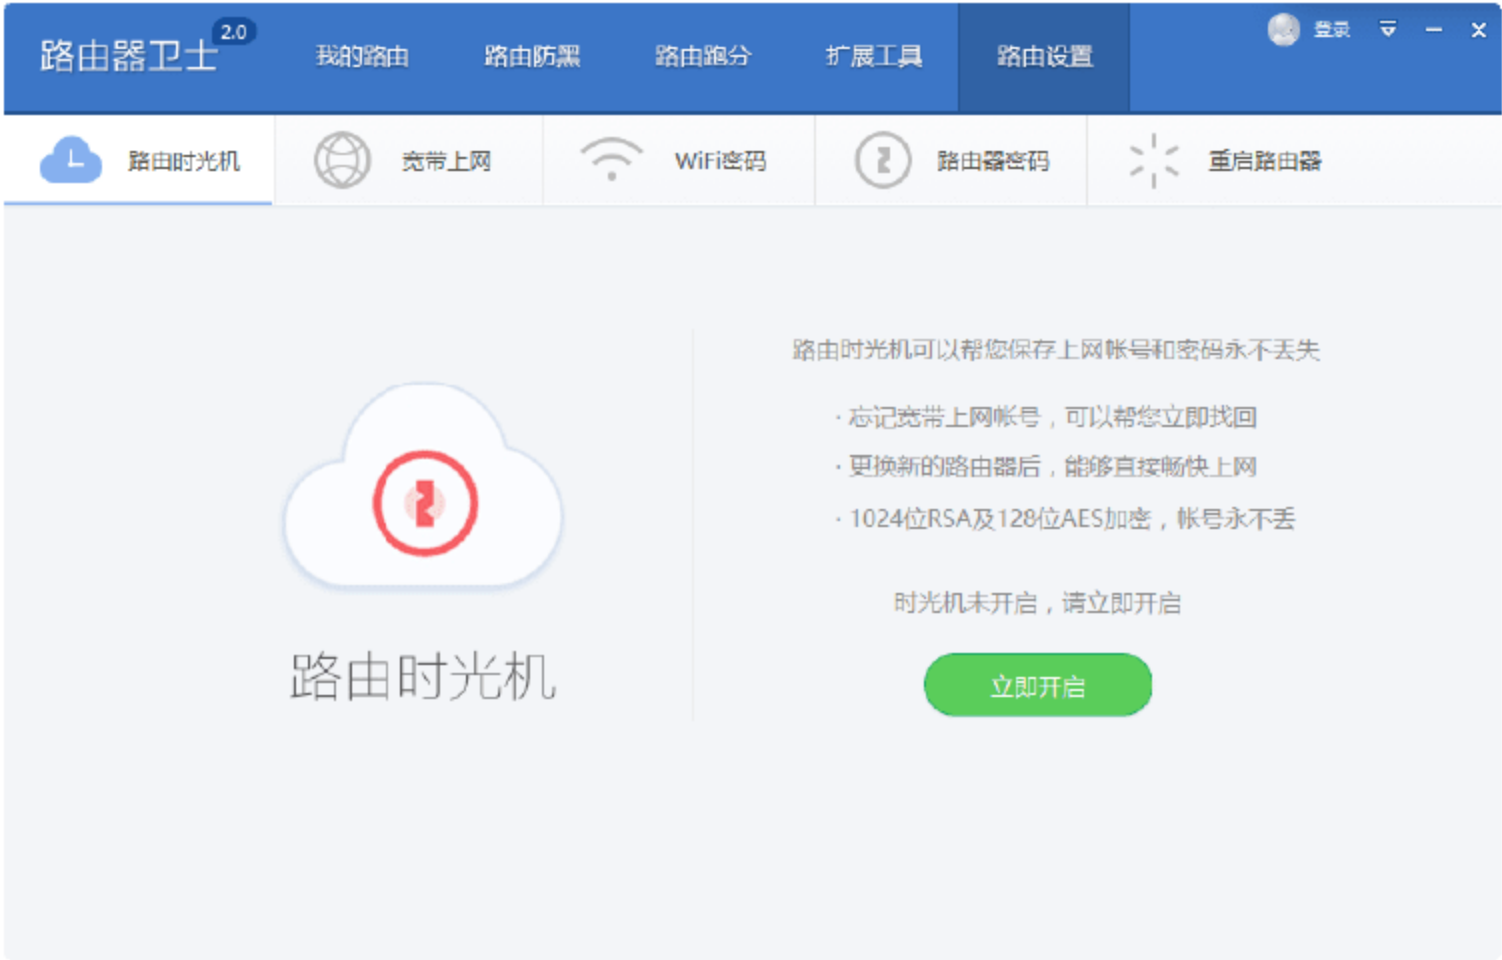 路由器卫士 2.0
我的路由 路由防黑 路由跑分 扩展工具 路由设置 登录
路由时光机 宽带上网 WiFi密码 路由器密码 重启路由器
路由时光机可以帮您保存上网帐号和密码永不丢失
· 忘记宽带上网帐号，可以帮您立即找回
· 更换新的路由器后，能够直接畅快上网
· 1024位RSA及128位AES加密，帐号永不丢
时光机未开启，请立即开启
路由时光机
立即开启